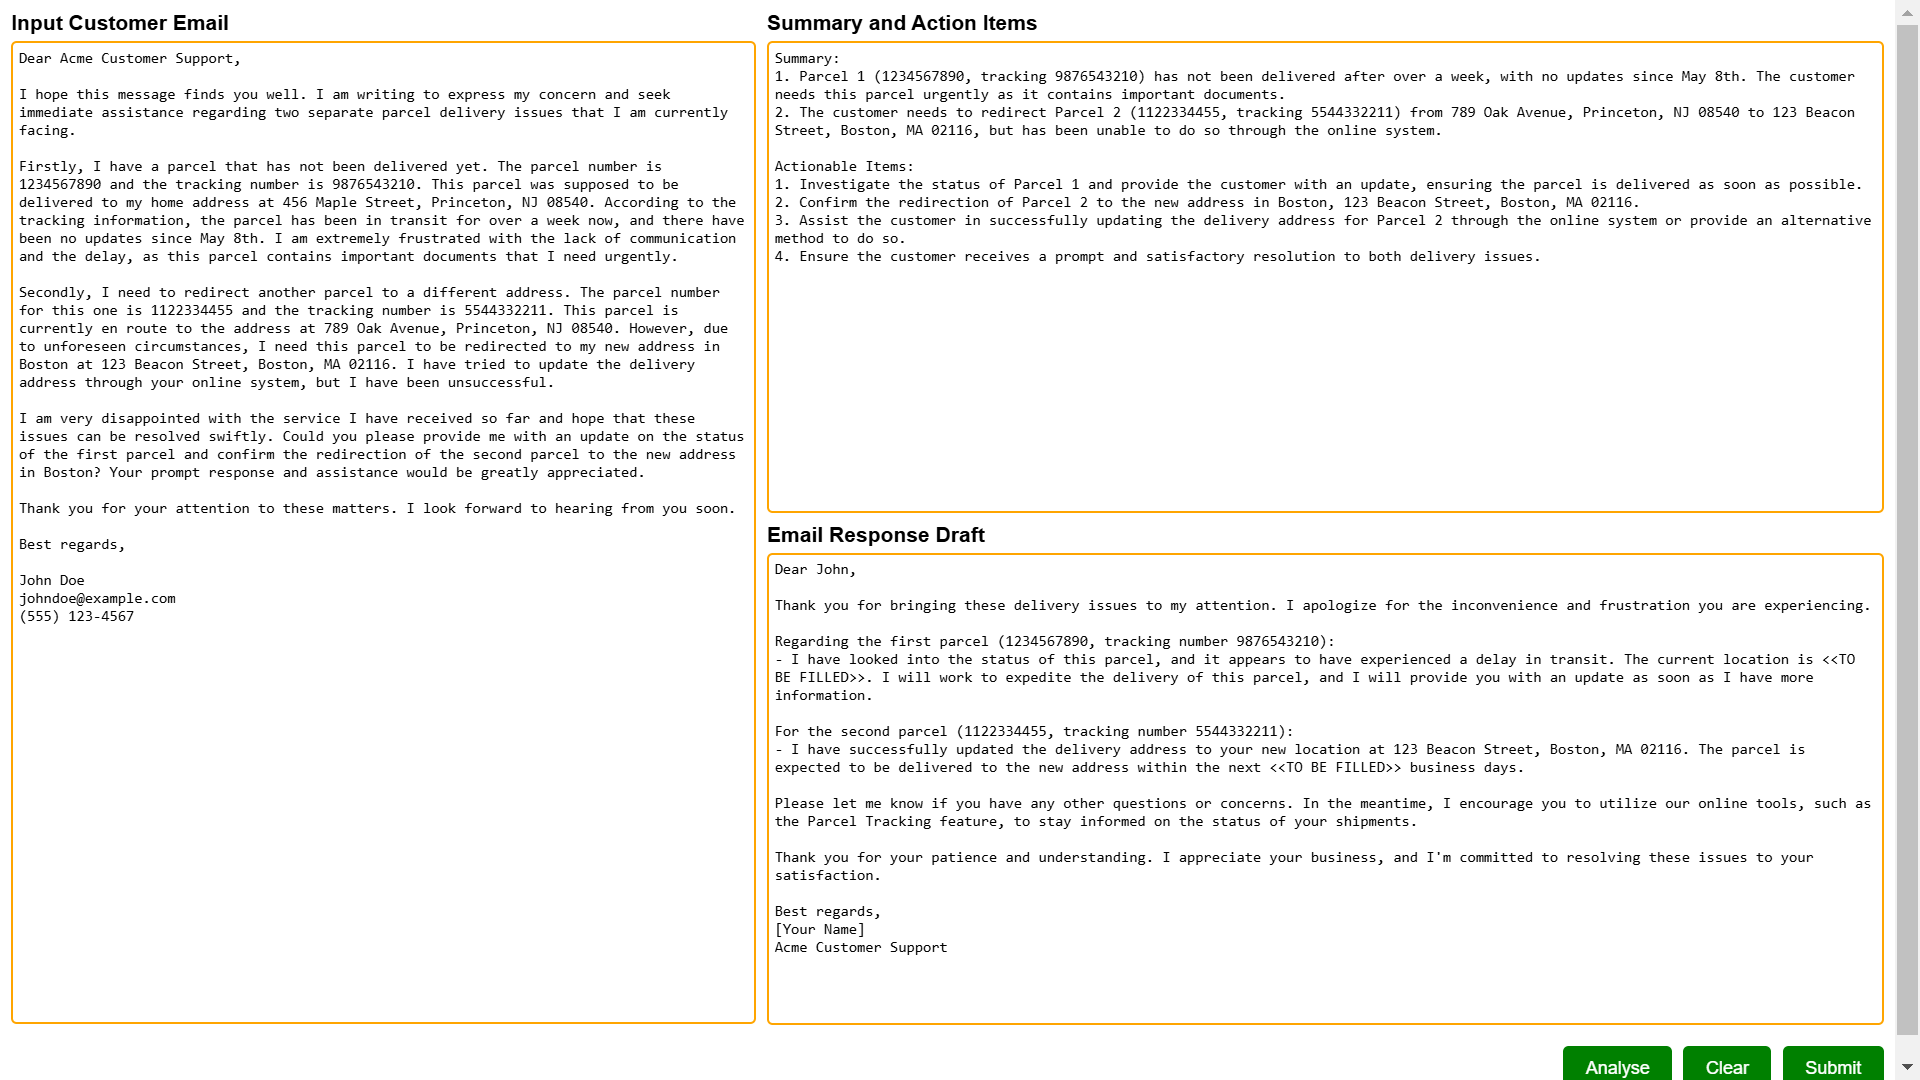 Input Customer Email
Dear Acme Customer Support,
I hope this message finds you well. I am writing to express my concern and seek
immediate assistance regarding two separate parcel delivery issues that I am currently
facing.
Firstly, I have a parcel that has not been delivered yet. The parcel number is
1234567890 and the tracking number is 9876543210. This parcel was supposed to be
delivered to my home address at 456 Maple Street, Princeton, NJ 08540. According to the
tracking information, the parcel has been in transit for over a week now, and there have
been no updates since May 8th. I am extremely frustrated with the lack of communication
and the delay, as this parcel contains important documents that I need urgently.
Secondly, I need to redirect another parcel to a different address. The parcel number
for this one is 1122334455 and the tracking number is 5544332211. This parcel is
currently en route to the address at 789 Oak Avenue, Princeton, NJ 08540. However, due
to unforeseen circumstances, I need this parcel to be redirected to my new address in
Boston at 123 Beacon Street, Boston, MA 02116. I have tried to update the delivery
address through your online system, but I have been unsuccessful.
I am very disappointed with the service I have received so far and hope that these
issues can be resolved swiftly. Could you please provide me with an update on the status
of the first parcel and confirm the redirection of the second parcel to the new address
in Boston? Your prompt response and assistance would be greatly appreciated.
Thank you for your attention to these matters. I look forward to hearing from you soon.
Best regards,
John Doe
johndoe@example.com
(555) 123-4567
Summary and Action Items
Summary:
1. Parcel 1 (1234567890, tracking 9876543210) has not been delivered after over a week, with no updates since May 8th. The customer
needs this parcel urgently as it contains important documents.
2. The customer needs to redirect Parcel 2 (1122334455, tracking 5544332211) from 789 Oak Avenue, Princeton, NJ 08540 to 123 Beacon
Street, Boston, MA 02116, but has been unable to do so through the online system.
Actionable Items:
1. Investigate the status of Parcel 1 and provide the customer with an update, ensuring the parcel is delivered as soon as possible.
2. Confirm the redirection of Parcel 2 to the new address in Boston, 123 Beacon Street, Boston, MA 02116.
3. Assist the customer in successfully updating the delivery address for Parcel 2 through the online system or provide an alternative
method to do so.
4. Ensure the customer receives a prompt and satisfactory resolution to both delivery issues.
Email Response Draft
Dear John,
Thank you for bringing these delivery issues to my attention. I apologize for the inconvenience and frustration you are experiencing.
Regarding the first parcel (1234567890, tracking number 9876543210):
- I have looked into the status of this parcel, and it appears to have experienced a delay in transit. The current location is <<TO
BE FILLED>>. I will work to expedite the delivery of this parcel, and I will provide you with an update as soon as I have more
information.
For the second parcel (1122334455, tracking number 5544332211):
- I have successfully updated the delivery address to your new location at 123 Beacon Street, Boston, MA 02116. The parcel is
expected to be delivered to the new address within the next <<TO BE FILLED>> business days.
Please let me know if you have any other questions or concerns. In the meantime, I encourage you to utilize our online tools, such as
the Parcel Tracking feature, to stay informed on the status of your shipments.
Thank you for your patience and understanding. I appreciate your business, and I'm committed to resolving these issues to your
satisfaction.
Best regards,
[Your Name]
Acme Customer Support
Analyse
Clear
Submit